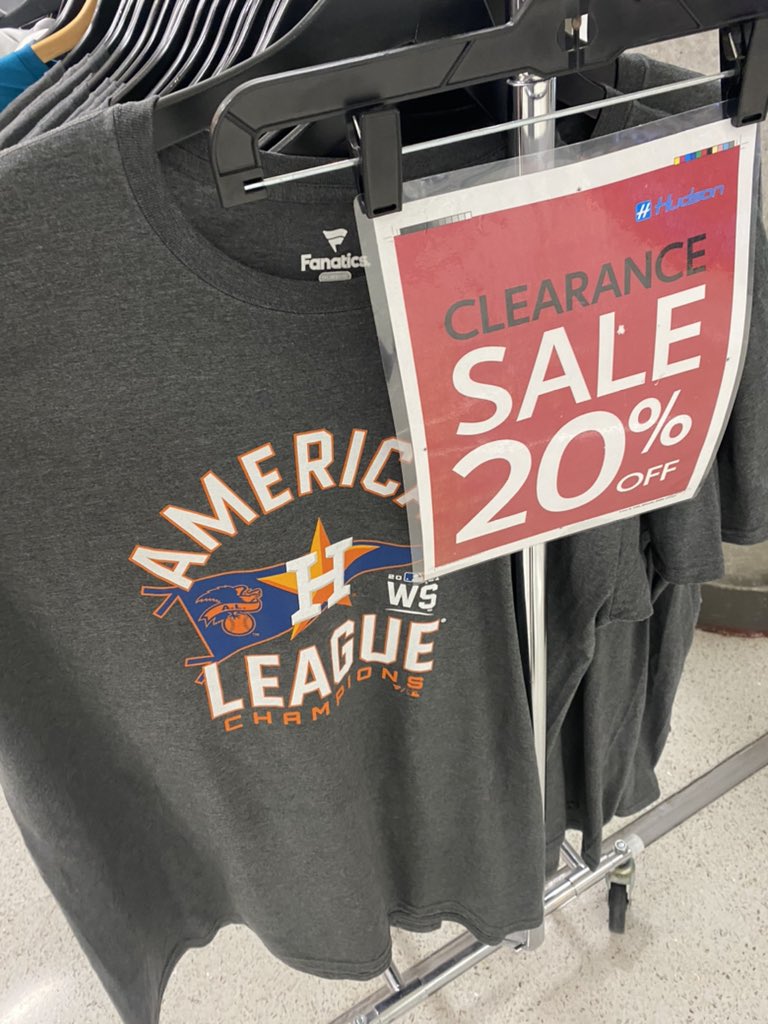 Fanatics
Hudson
CLEARANCE
SALE
20%
OFF
AMERIC
H
A.L.
WS
LEAGUE
CHAMPIONS